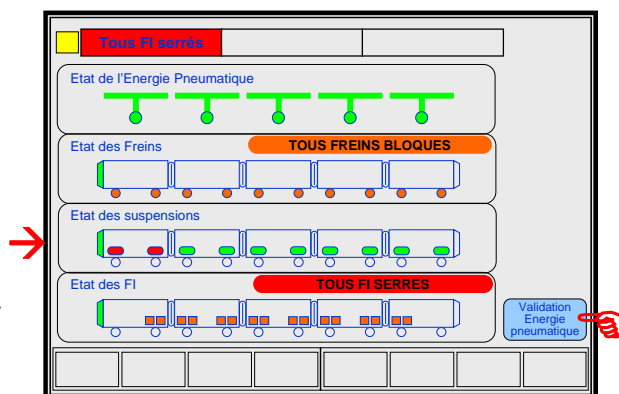 Tous FI serrés
Etat de l'Energie Pneumatique
Etat des Freins
TOUS FREINS BLOQUES
Etat des suspensions
Etat des FI
TOUS FI SERRES
Validation
Energie
pneumatique